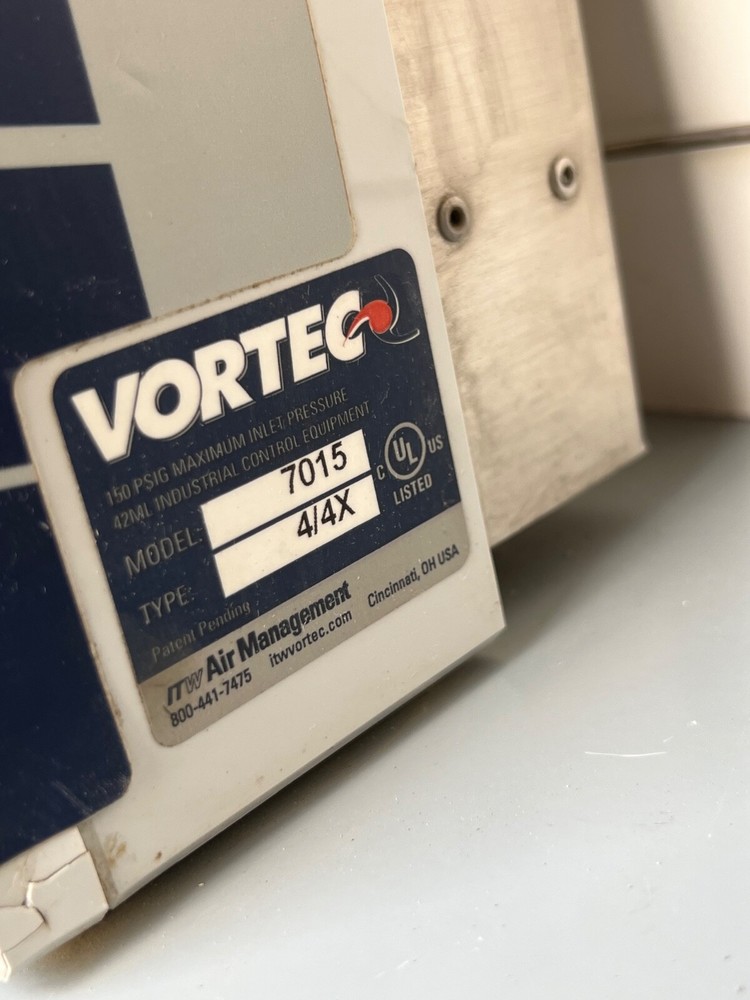 VORTEC
150 PSIG MAXIMUM INLET PRESSURE
42ML INDUSTRIAL CONTROL EQUIPMENT
MODEL: 7015
TYPE: 4/4X
C UL US
LISTED
Patent Pending
ITW Air Management
Cincinnati, OH USA
800-441-7475 itwvortec.com